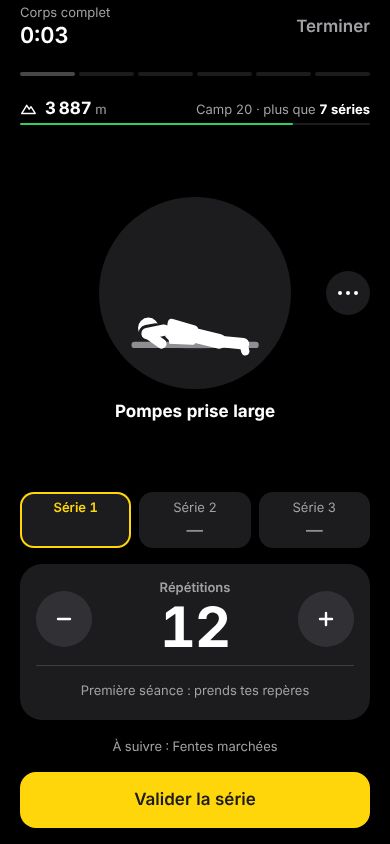 Corps complet
0:03
Terminer
3 887 m
Camp 20 · plus que 7 séries
Pompes prise large
Série 1
Série 2
—
Série 3
—
Répétitions
12
Première séance : prends tes repères
À suivre : Fentes marchées
Valider la série